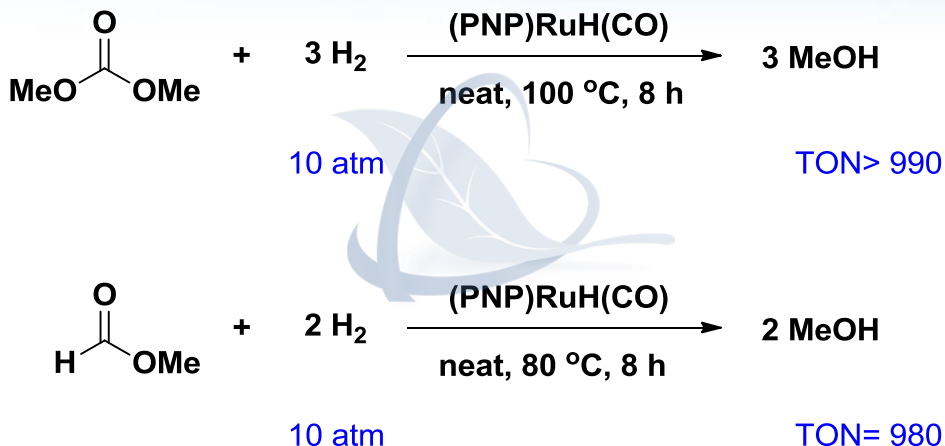 O
MeO OMe + 3 H₂ (PNP)RuH(CO) 3 MeOH
neat, 100 °C, 8 h
10 atm TON> 990
O
H OMe + 2 H₂ (PNP)RuH(CO) 2 MeOH
neat, 80 °C, 8 h
10 atm TON= 980